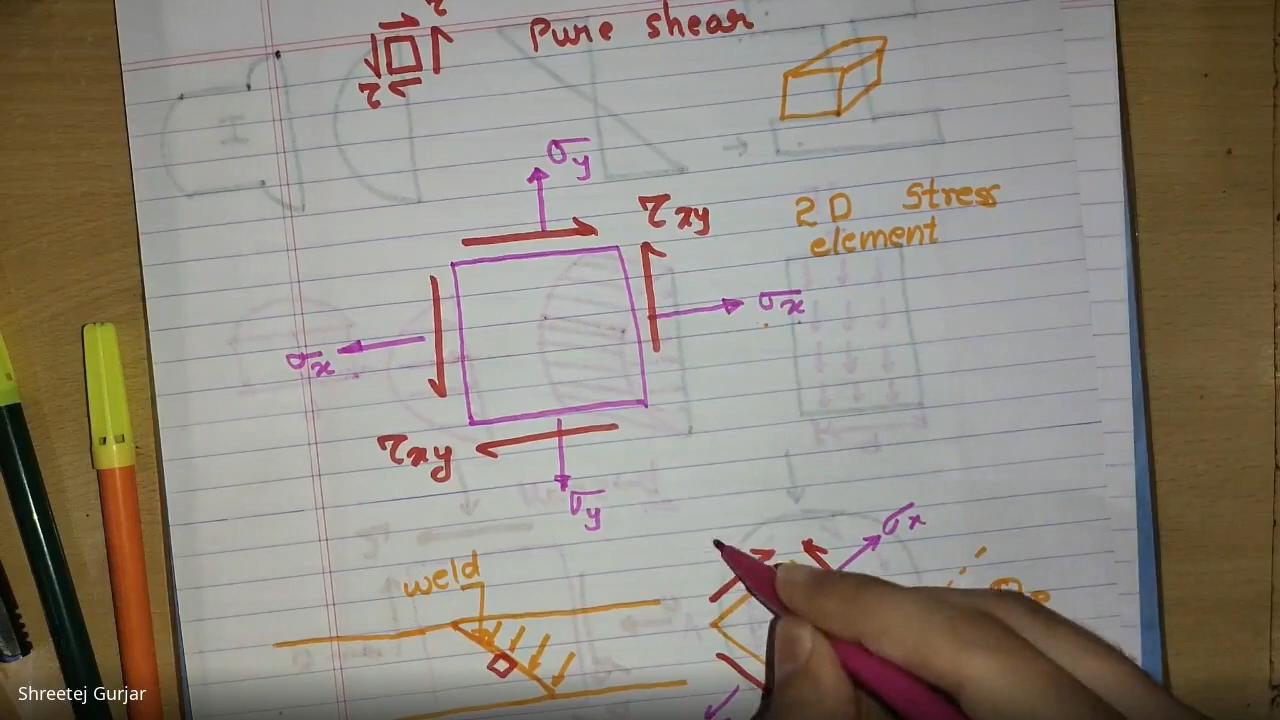 τ
Pure shear
τ
σy
τxy
2D Stress
element
σx
σx
τxy
σy
σx
weld
Shreetej Gurjar